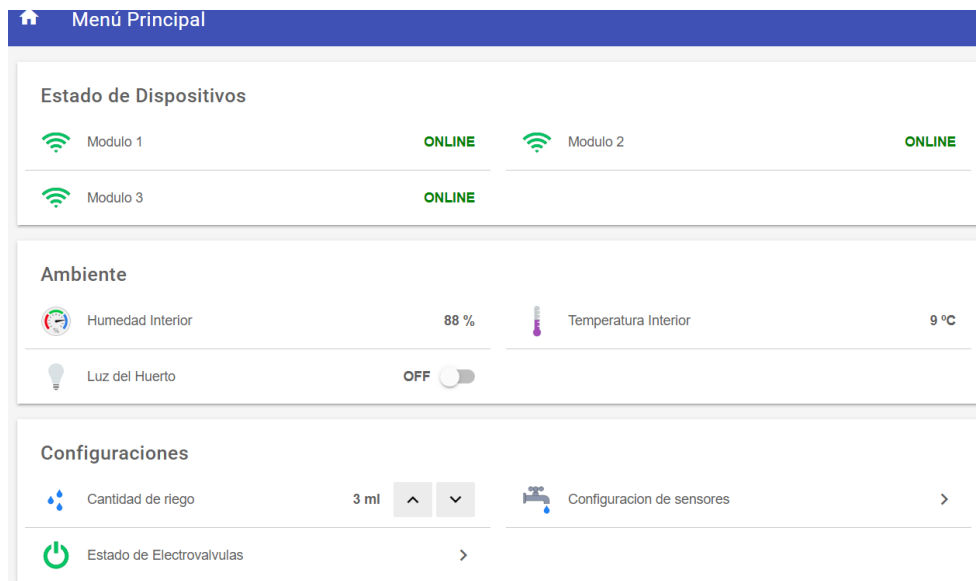 Menú Principal
Estado de Dispositivos
Modulo 1 ONLINE
Modulo 2 ONLINE
Modulo 3 ONLINE
Ambiente
Humedad Interior 88 %
Temperatura Interior 9 ºC
Luz del Huerto OFF
Configuraciones
Cantidad de riego 3 ml
Configuracion de sensores
Estado de Electrovalvulas